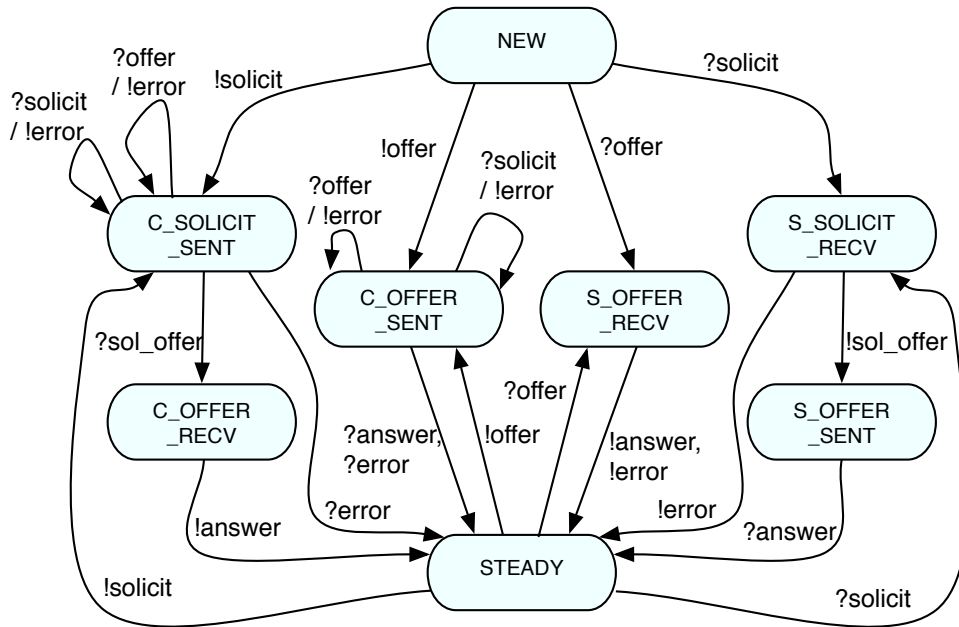 NEW
?offer
/ !error
!solicit
?solicit
?solicit
/ !error
!offer
?offer
?solicit
/ !error
?offer
/ !error
C_SOLICIT
_SENT
S_SOLICIT
_RECV
C_OFFER
_SENT
S_OFFER
_RECV
?sol_offer
!sol_offer
?offer
C_OFFER
_RECV
S_OFFER
_SENT
?answer,
?error
!offer
!answer,
!error
?error
!error
!answer
?answer
STEADY
!solicit
?solicit